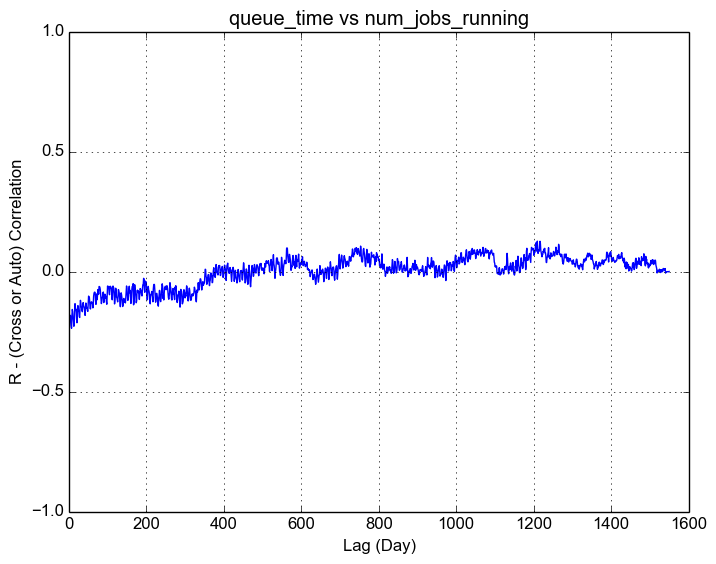 queue_time vs num_jobs_running
1.0
0.5
0.0
−0.5
−1.0
R - (Cross or Auto) Correlation
0 200 400 600 800 1000 1200 1400 1600
Lag (Day)